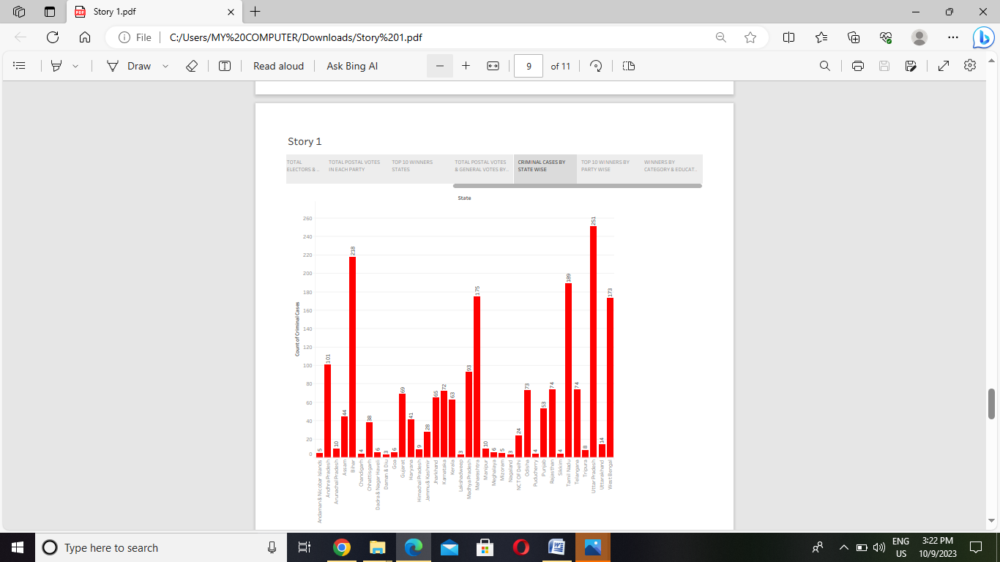 Story 1.pdf
File
C:/Users/MY%20COMPUTER/Downloads/Story%201.pdf
Draw
Read aloud
Ask Bing AI
9
of 11
Story 1
TOTAL
ELECTORS & ..
TOTAL POSTAL VOTES
IN EACH PARTY
TOP 10 WINNERS
STATES
TOTAL POSTAL VOTES
& GENERAL VOTES BY..
CRIMINAL CASES BY
STATE WISE
TOP 10 WINNERS BY
PARTY WISE
WINNERS BY
CATEGORY & EDUCAT..
State
Count of Criminal Cases
260
240
220
200
180
160
140
120
100
80
60
40
20
0
5
101
10
44
218
4
38
6
3
6
69
41
9
28
65
72
63
3
93
175
10
6
5
3
24
73
4
53
74
4
189
74
8
251
14
173
Andaman & Nicobar Islands
Andhra Pradesh
Arunachal Pradesh
Assam
Bihar
Chandigarh
Chhattisgarh
Dadra & Nagar Haveli
Daman & Diu
Goa
Gujarat
Haryana
Himachal Pradesh
Jammu & Kashmir
Jharkhand
Karnataka
Kerala
Lakshadweep
Madhya Pradesh
Maharashtra
Manipur
Meghalaya
Mizoram
Nagaland
NCT OF Delhi
Odisha
Puducherry
Punjab
Rajasthan
Sikkim
Tamil Nadu
Telangana
Tripura
Uttar Pradesh
Uttarakhand
West Bengal
Type here to search
ENG
US
3:22 PM
10/9/2023